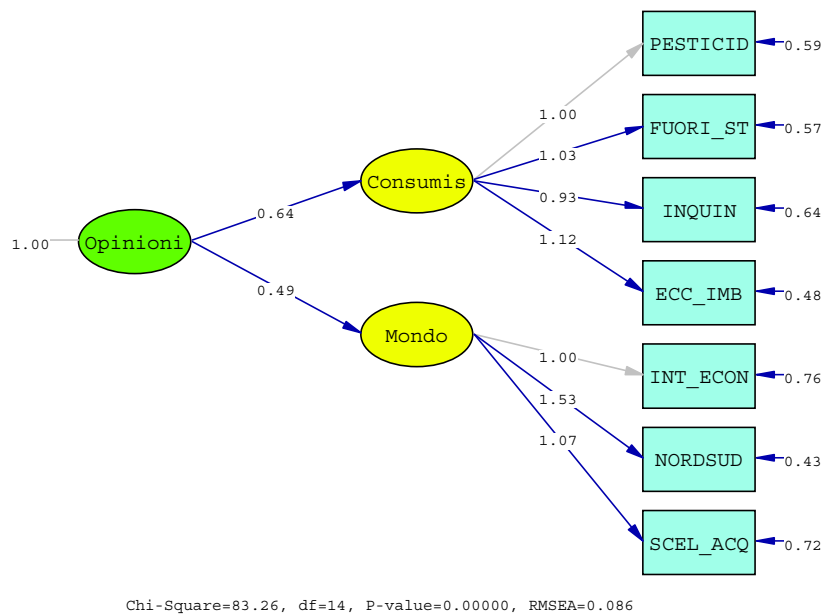 PESTICID
0.59
1.00
FUORI_ST
0.57
1.03
Consumis
0.93
INQUIN
0.64
0.64
1.12
1.00
Opinioni
0.49
ECC_IMB
0.48
Mondo
1.00
INT_ECON
0.76
1.53
1.07
NORDSUD
0.43
SCEL_ACQ
0.72
Chi-Square=83.26, df=14, P-value=0.00000, RMSEA=0.086